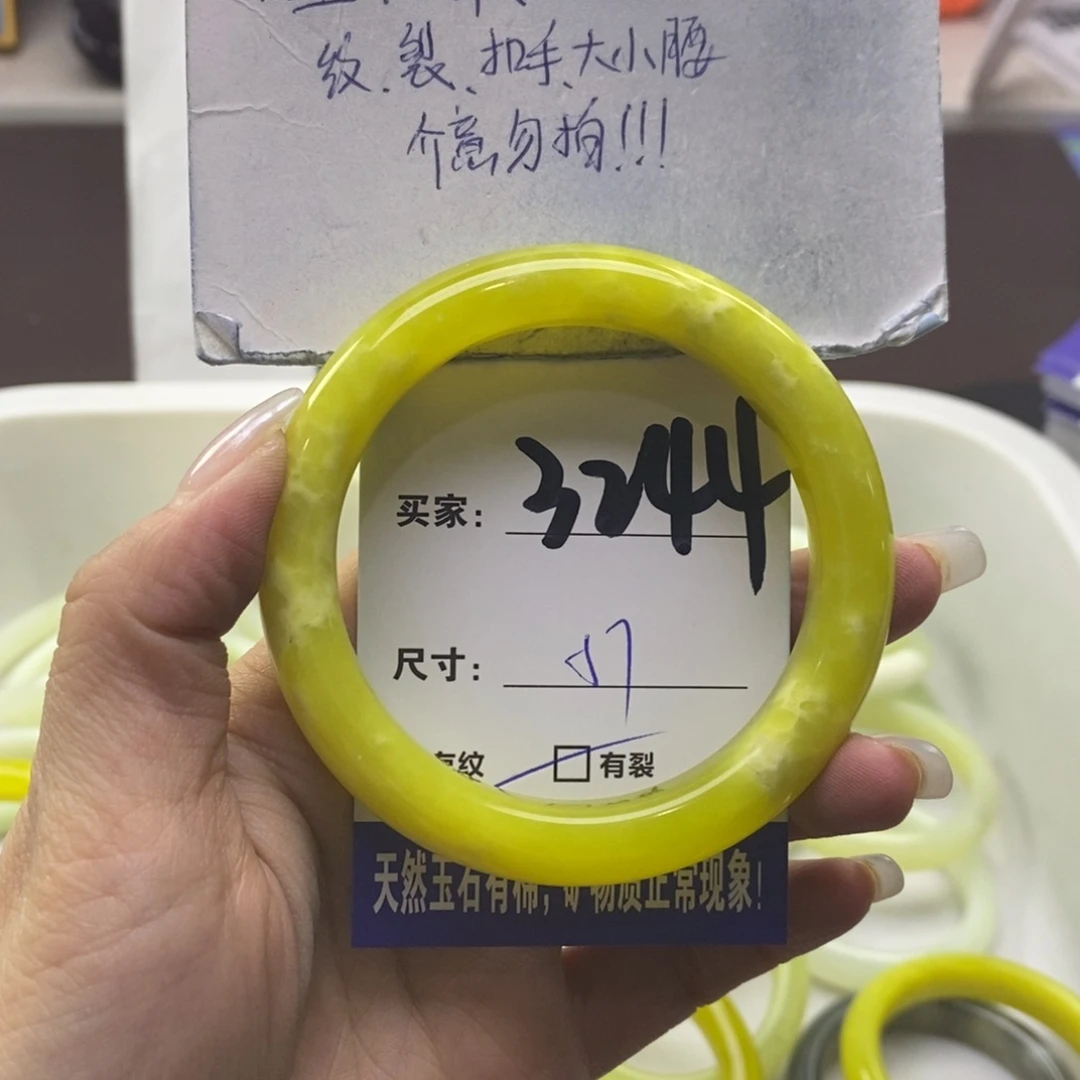 纹、裂、扣手、大小腰
介意勿拍!!!
买家: 3244
尺寸: 57
有纹 □ 有裂
天然玉石有棉,矿物质正常现象!